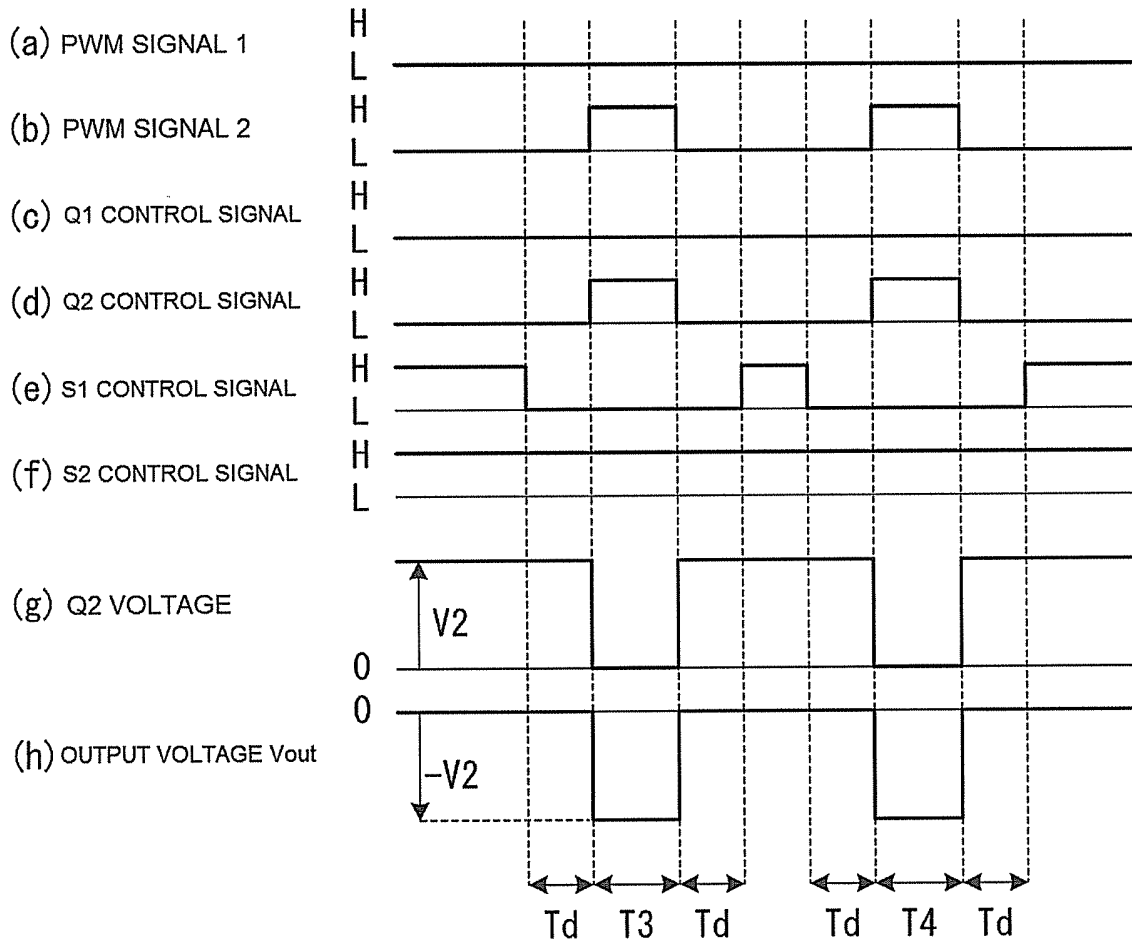 (a) PWM SIGNAL 1
H
L
(b) PWM SIGNAL 2
H
L
(c) Q1 CONTROL SIGNAL
H
L
(d) Q2 CONTROL SIGNAL
H
L
(e) S1 CONTROL SIGNAL
H
L
(f) S2 CONTROL SIGNAL
H
L
(g) Q2 VOLTAGE
V2
0
0
(h) OUTPUT VOLTAGE Vout
-V2
Td T3 Td Td T4 Td